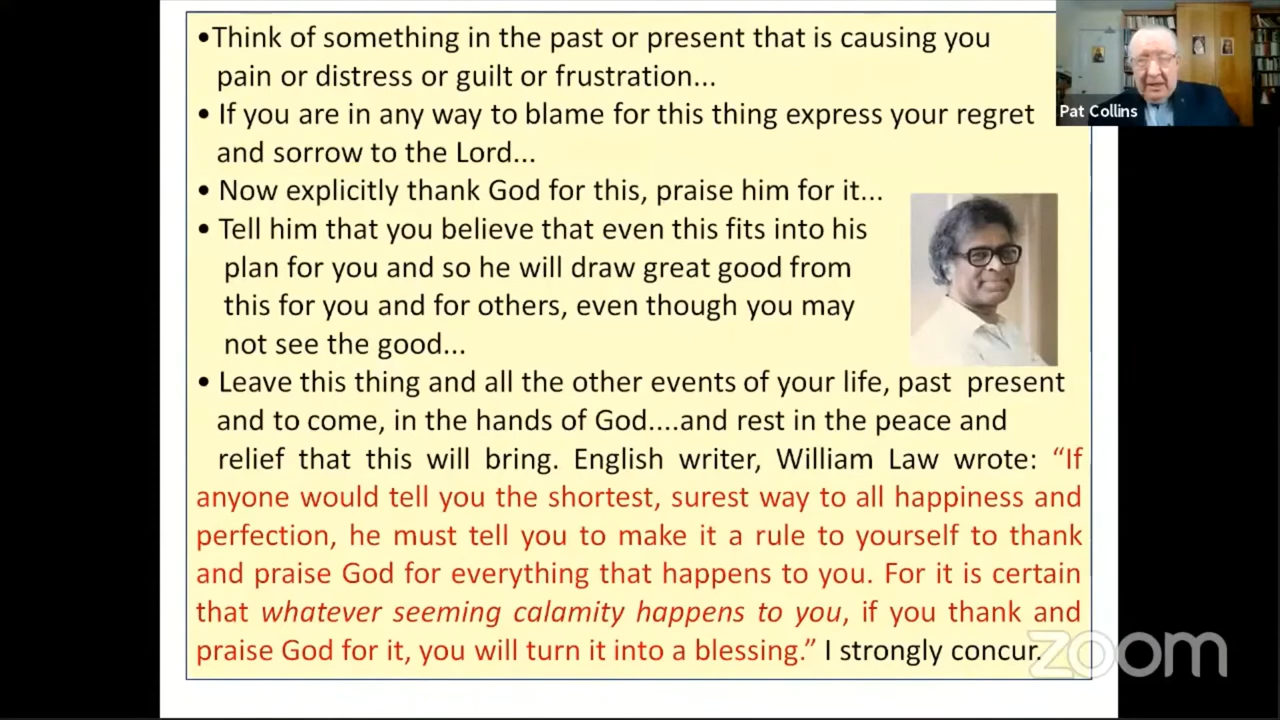 •Think of something in the past or present that is causing you
pain or distress or guilt or frustration...
• If you are in any way to blame for this thing express your regret
and sorrow to the Lord...
• Now explicitly thank God for this, praise him for it...
• Tell him that you believe that even this fits into his
plan for you and so he will draw great good from
this for you and for others, even though you may
not see the good...
• Leave this thing and all the other events of your life, past present
and to come, in the hands of God....and rest in the peace and
relief that this will bring. English writer, William Law wrote: “If
anyone would tell you the shortest, surest way to all happiness and
perfection, he must tell you to make it a rule to yourself to thank
and praise God for everything that happens to you. For it is certain
that whatever seeming calamity happens to you, if you thank and
praise God for it, you will turn it into a blessing.” I strongly concur.
Pat Collins
zoom